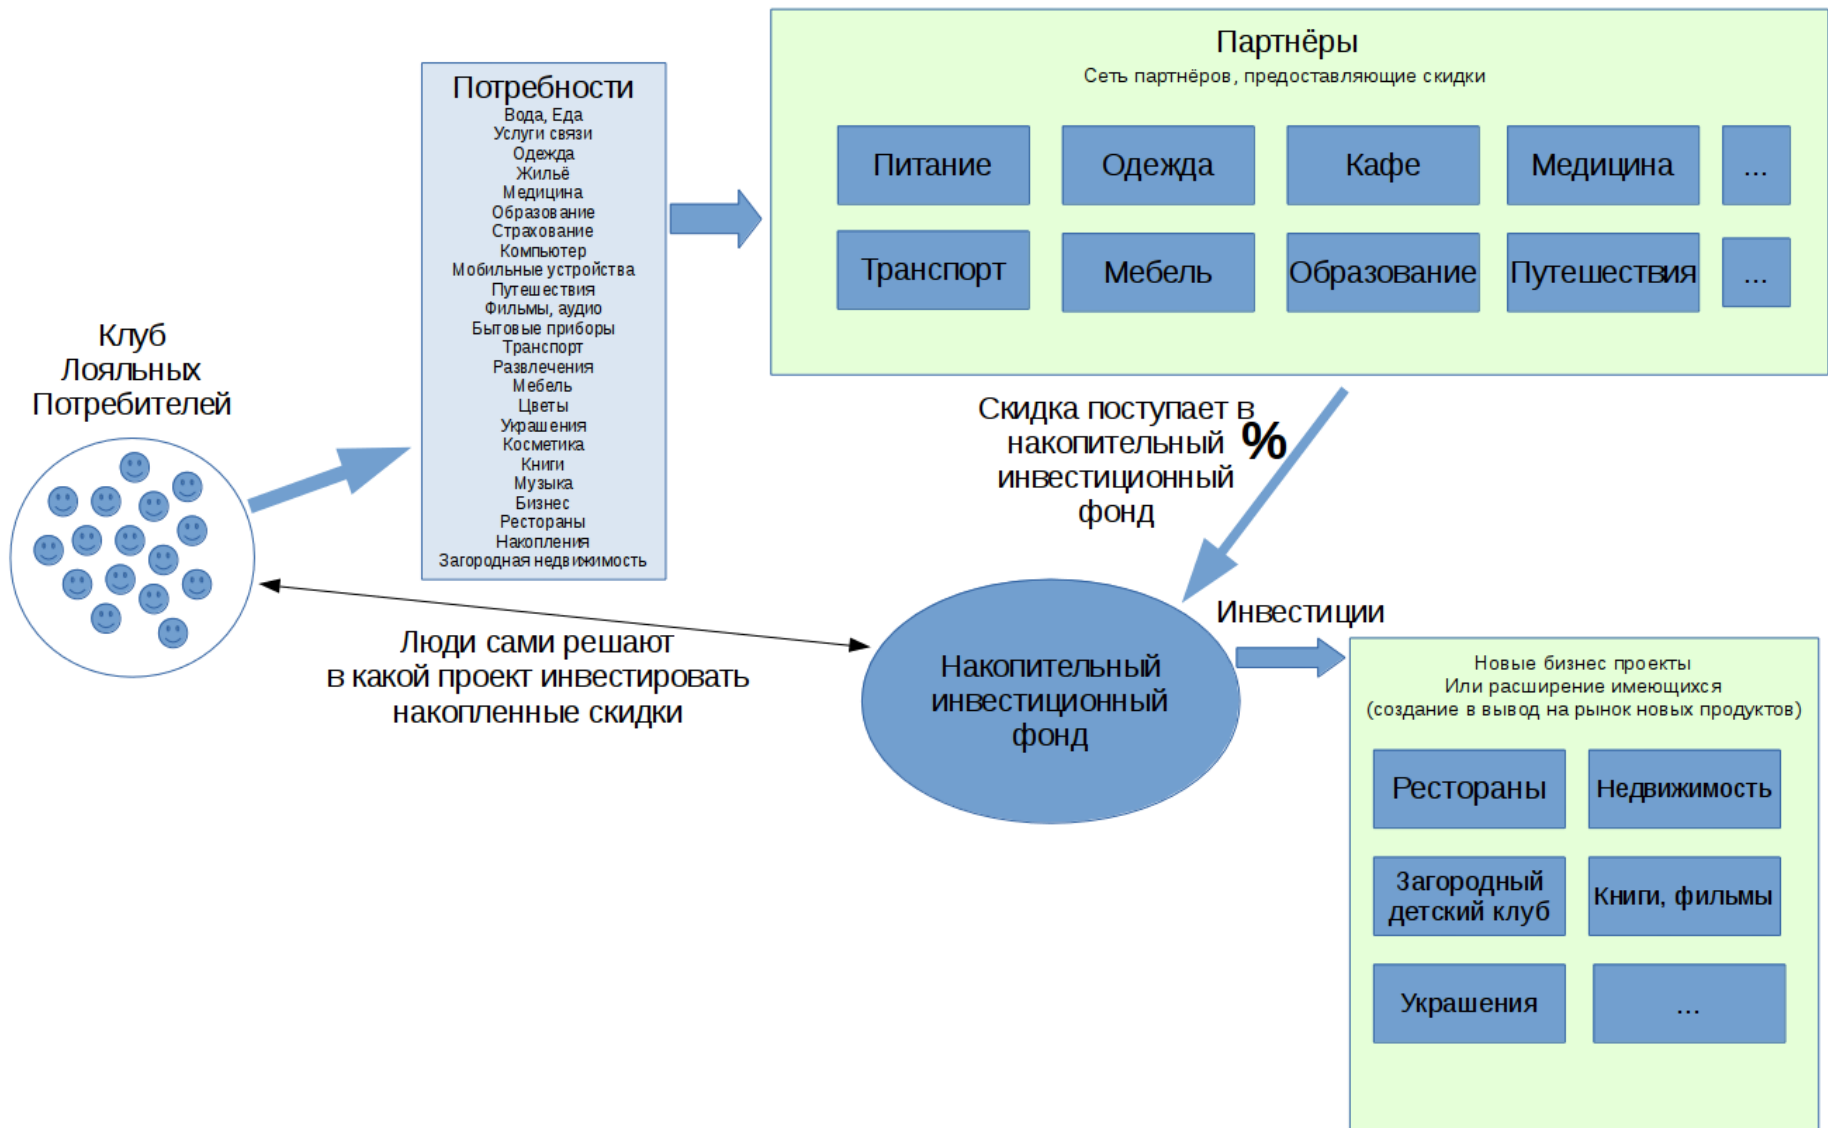 Партнёры
Сеть партнёров, предоставляющие скидки
Питание
Одежда
Кафе
Медицина
...
Транспорт
Мебель
Образование
Путешествия
...
Потребности
Вода, Еда
Услуги связи
Одежда
Жильё
Медицина
Образование
Страхование
Компьютер
Мобильные устройства
Путешествия
Фильмы, аудио
Бытовые приборы
Транспорт
Развлечения
Мебель
Цветы
Украшения
Косметика
Книги
Музыка
Бизнес
Рестораны
Накопления
Загородная недвижимость
Клуб
Лояльных
Потребителей
Скидка поступает в
накопительный
инвестиционный
фонд
%
Люди сами решают
в какой проект инвестировать
накопленные скидки
Накопительный
инвестиционный
фонд
Инвестиции
Новые бизнес проекты
Или расширение имеющихся
(создание в вывод на рынок новых продуктов)
Рестораны
Недвижимость
Загородный
детский клуб
Книги, фильмы
Украшения
...